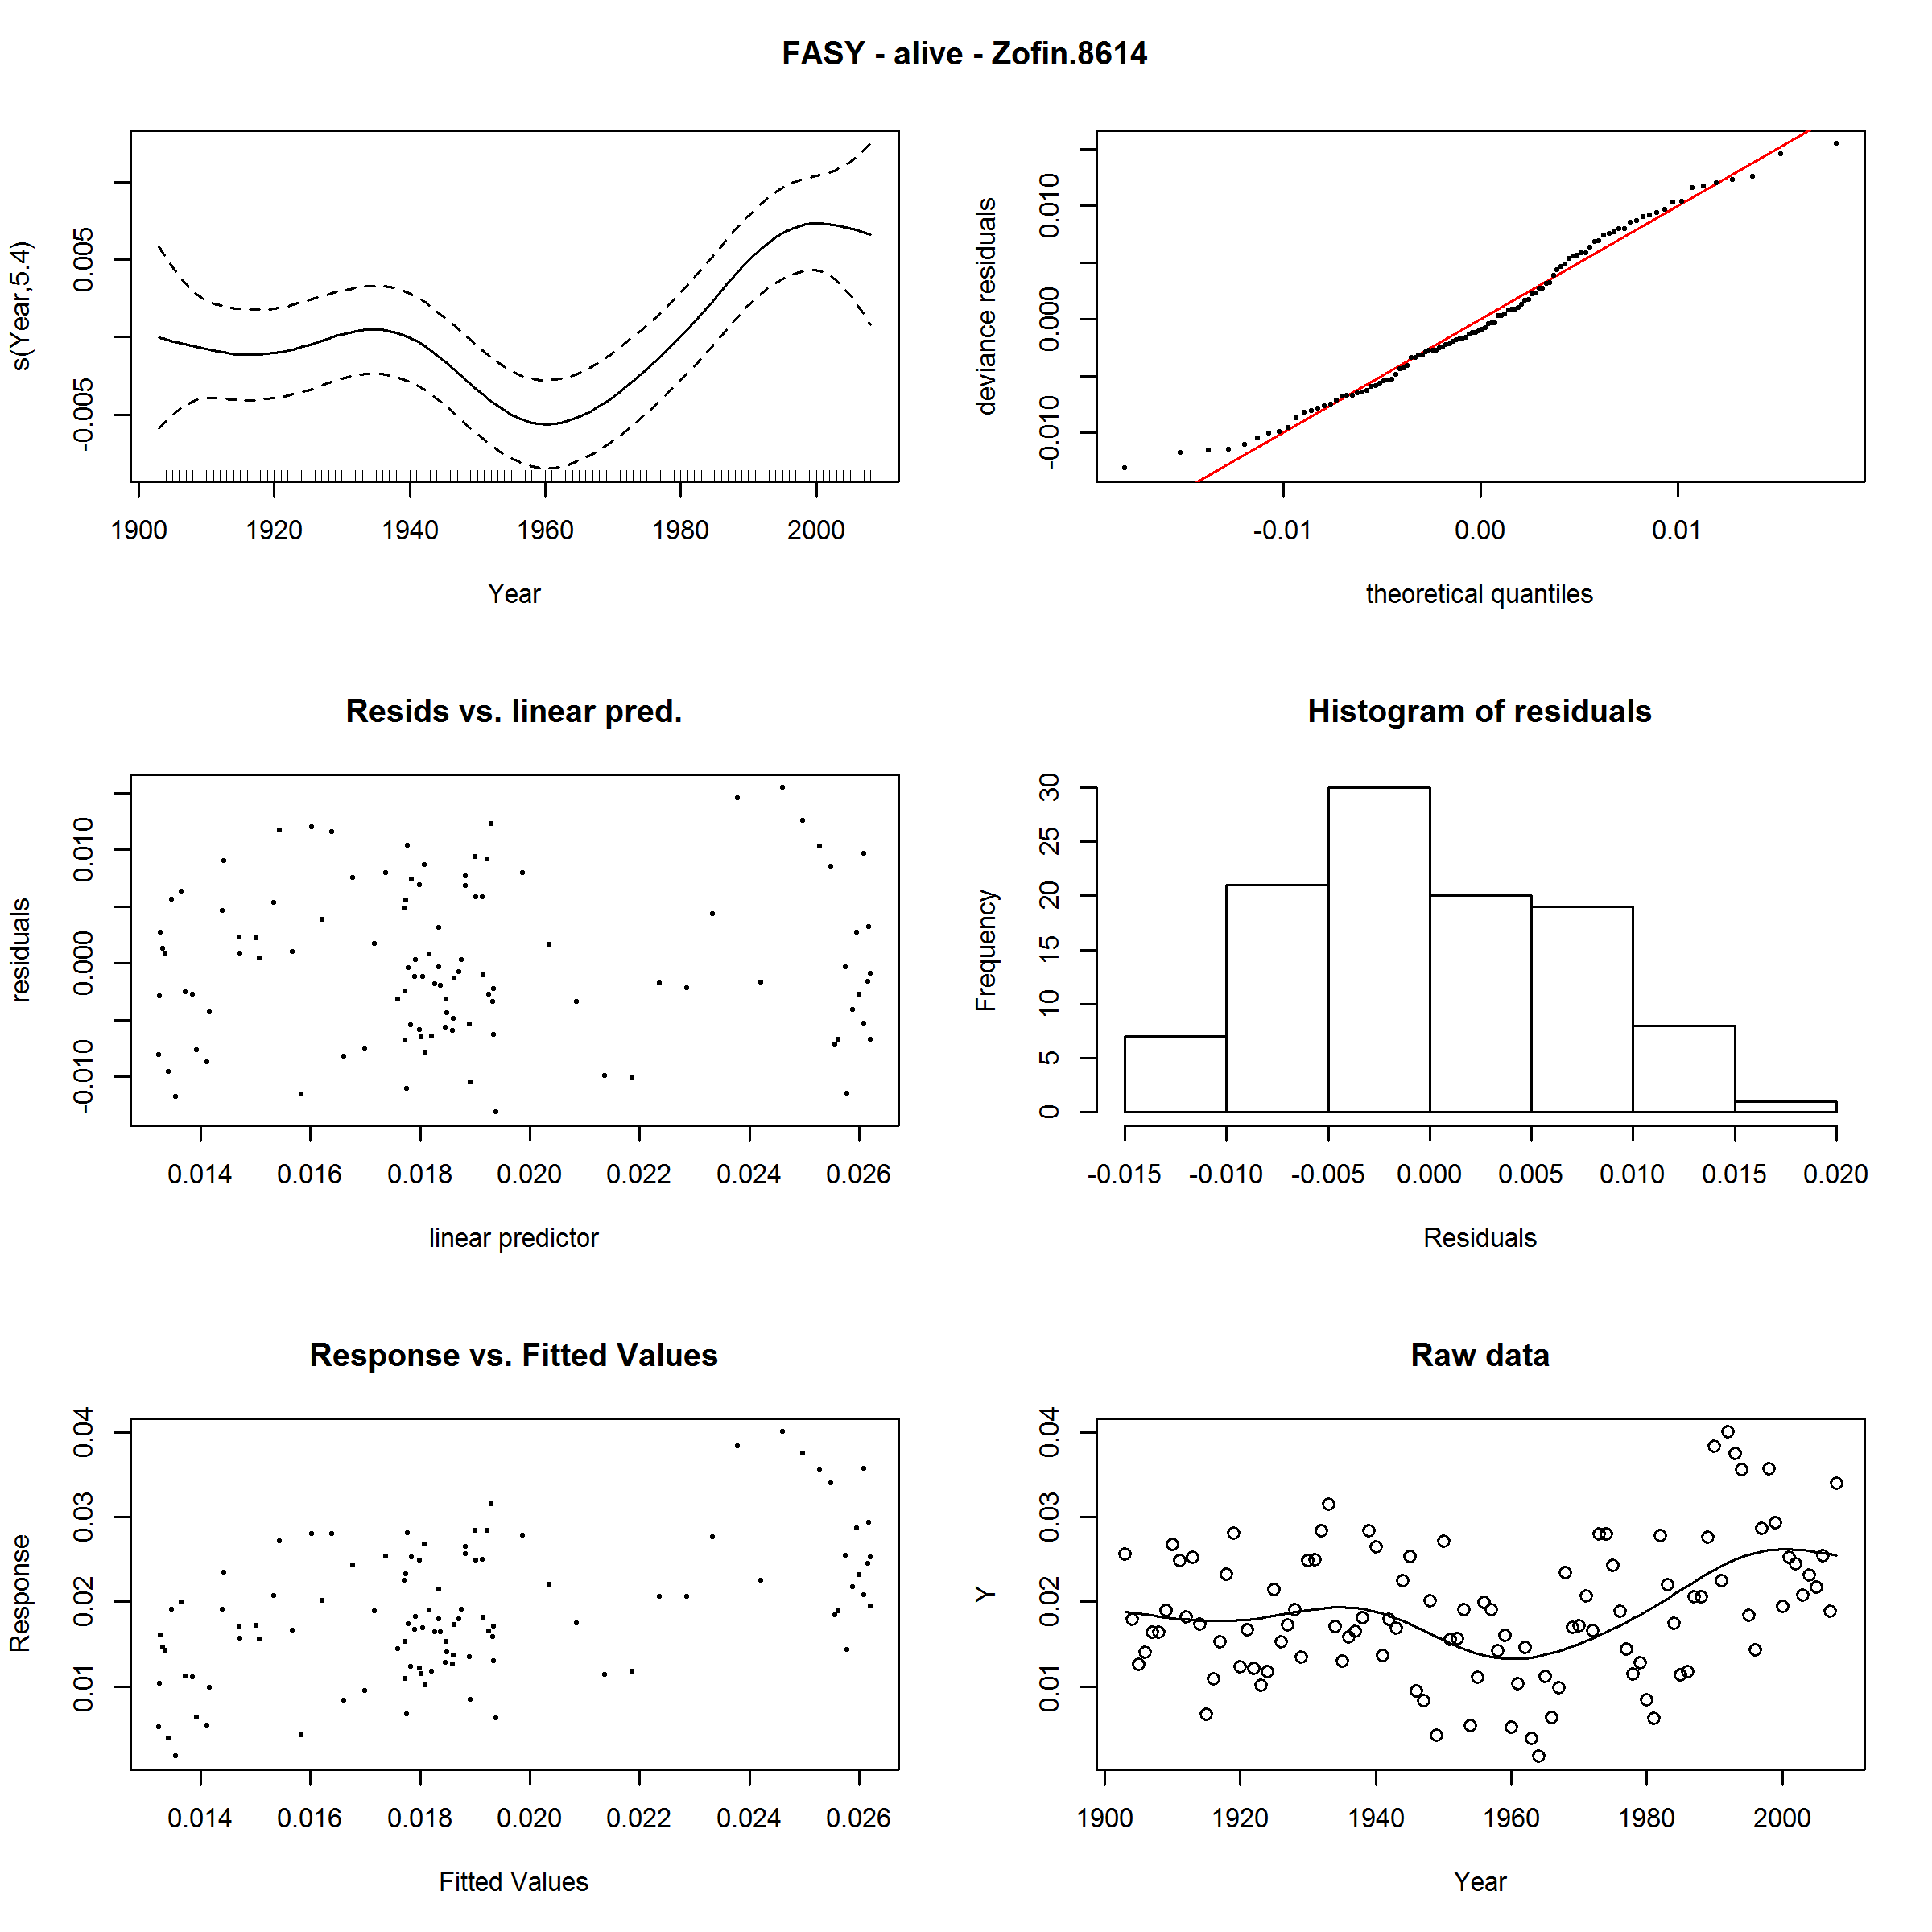 FASY - alive - Zofin.8614
s(Year,5.4)
-0.005 0.005
1900 1920 1940 1960 1980 2000
Year
deviance residuals
-0.010 0.000 0.010
-0.01 0.00 0.01
theoretical quantiles
Resids vs. linear pred.
residuals
-0.010 0.000 0.010
0.014 0.016 0.018 0.020 0.022 0.024 0.026
linear predictor
Histogram of residuals
Frequency
0 5 10 15 20 25 30
-0.015 -0.010 -0.005 0.000 0.005 0.010 0.015 0.020
Residuals
Response vs. Fitted Values
Response
0.01 0.02 0.03 0.04
0.014 0.016 0.018 0.020 0.022 0.024 0.026
Fitted Values
Raw data
Y
0.01 0.02 0.03 0.04
1900 1920 1940 1960 1980 2000
Year